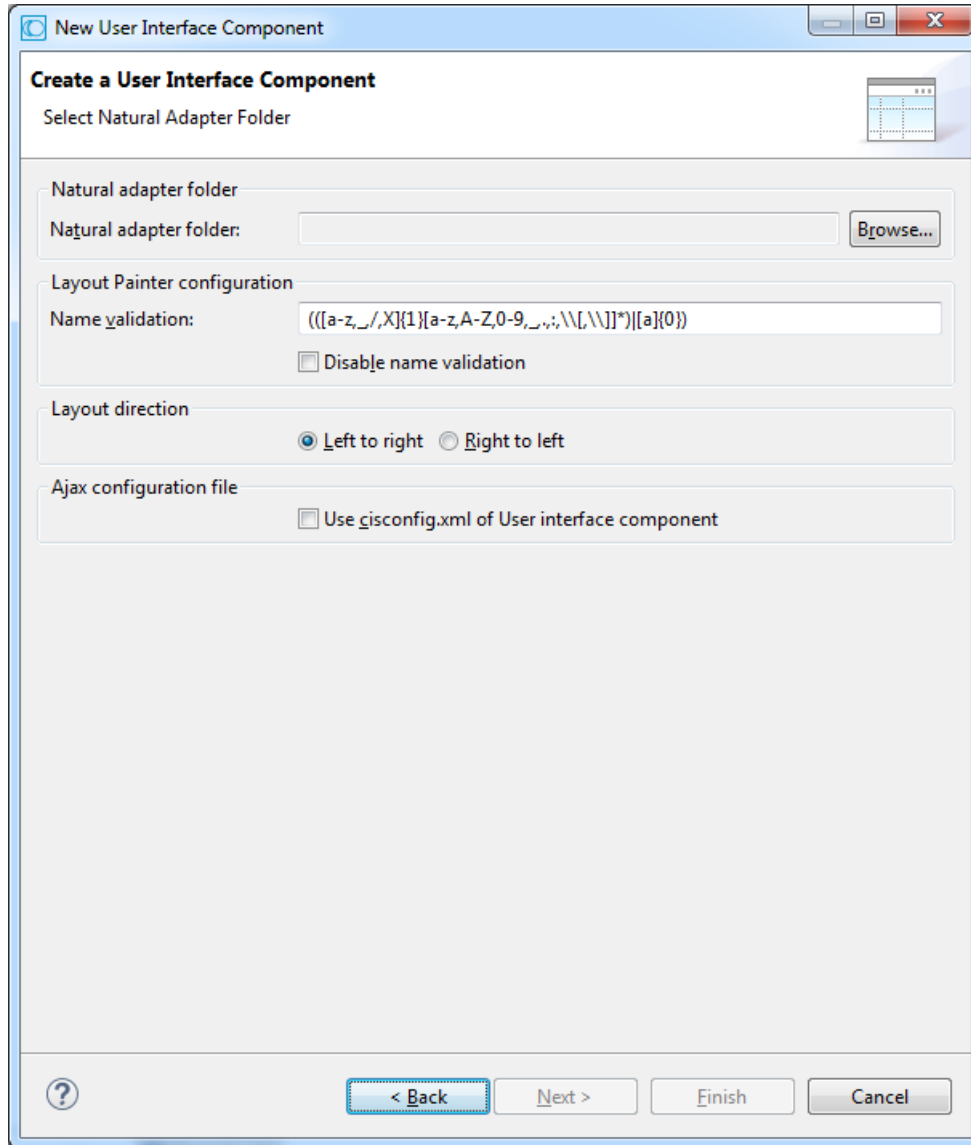 New User Interface Component
Create a User Interface Component
Select Natural Adapter Folder
Natural adapter folder
Natural adapter folder:
Browse...
Layout Painter configuration
Name validation:
(([a-z,_,/,X]{1}[a-z,A-Z,0-9,_,.,:,\\[,\\]]*)|[a]{0})
Disable name validation
Layout direction
Left to right Right to left
Ajax configuration file
Use cisconfig.xml of User interface component
? < Back Next > Finish Cancel